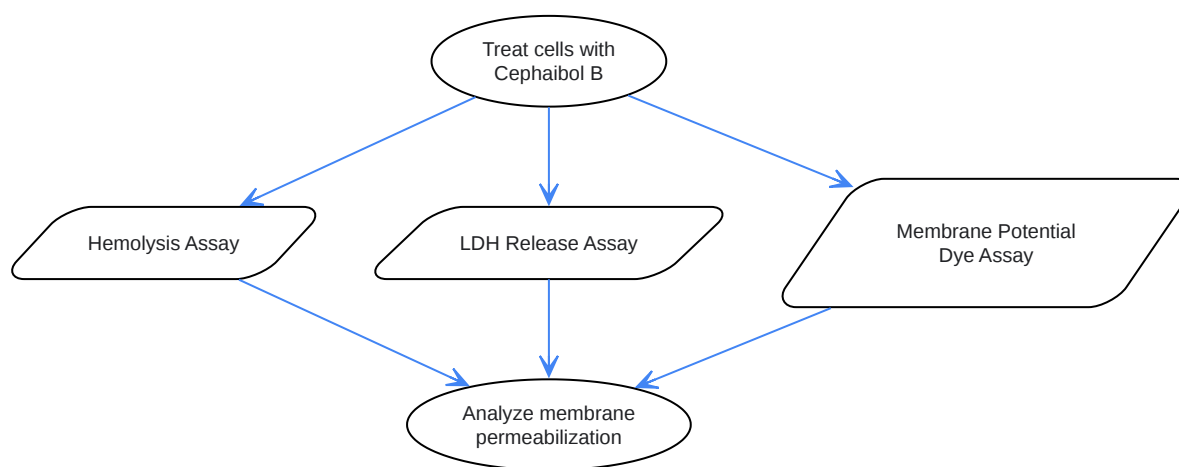 Treat cells with
Cephaibol B
Hemolysis Assay
LDH Release Assay
Membrane Potential
Dye Assay
Analyze membrane
permeabilization